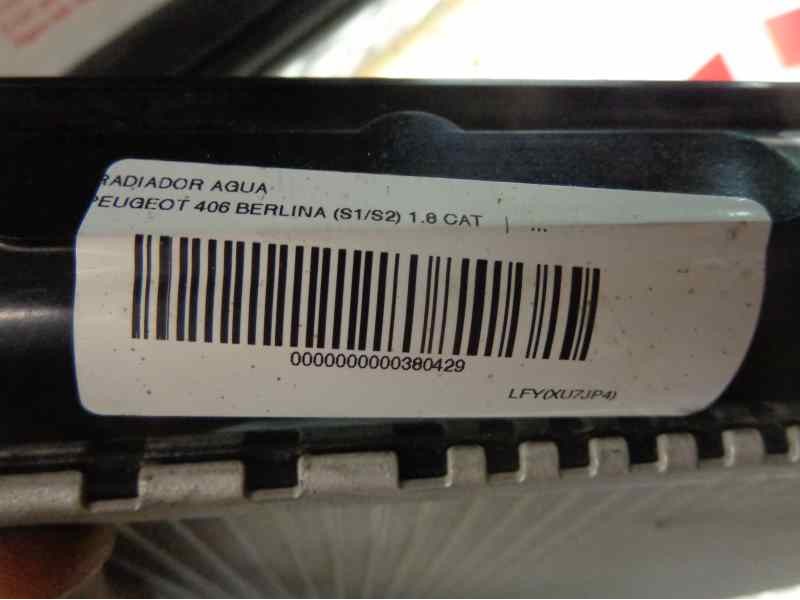 RADIADOR AGUA
PEUGEOT 406 BERLINA (S1/S2) 1.8 CAT | ...
0000000000380429
LFY(XU7JP4)